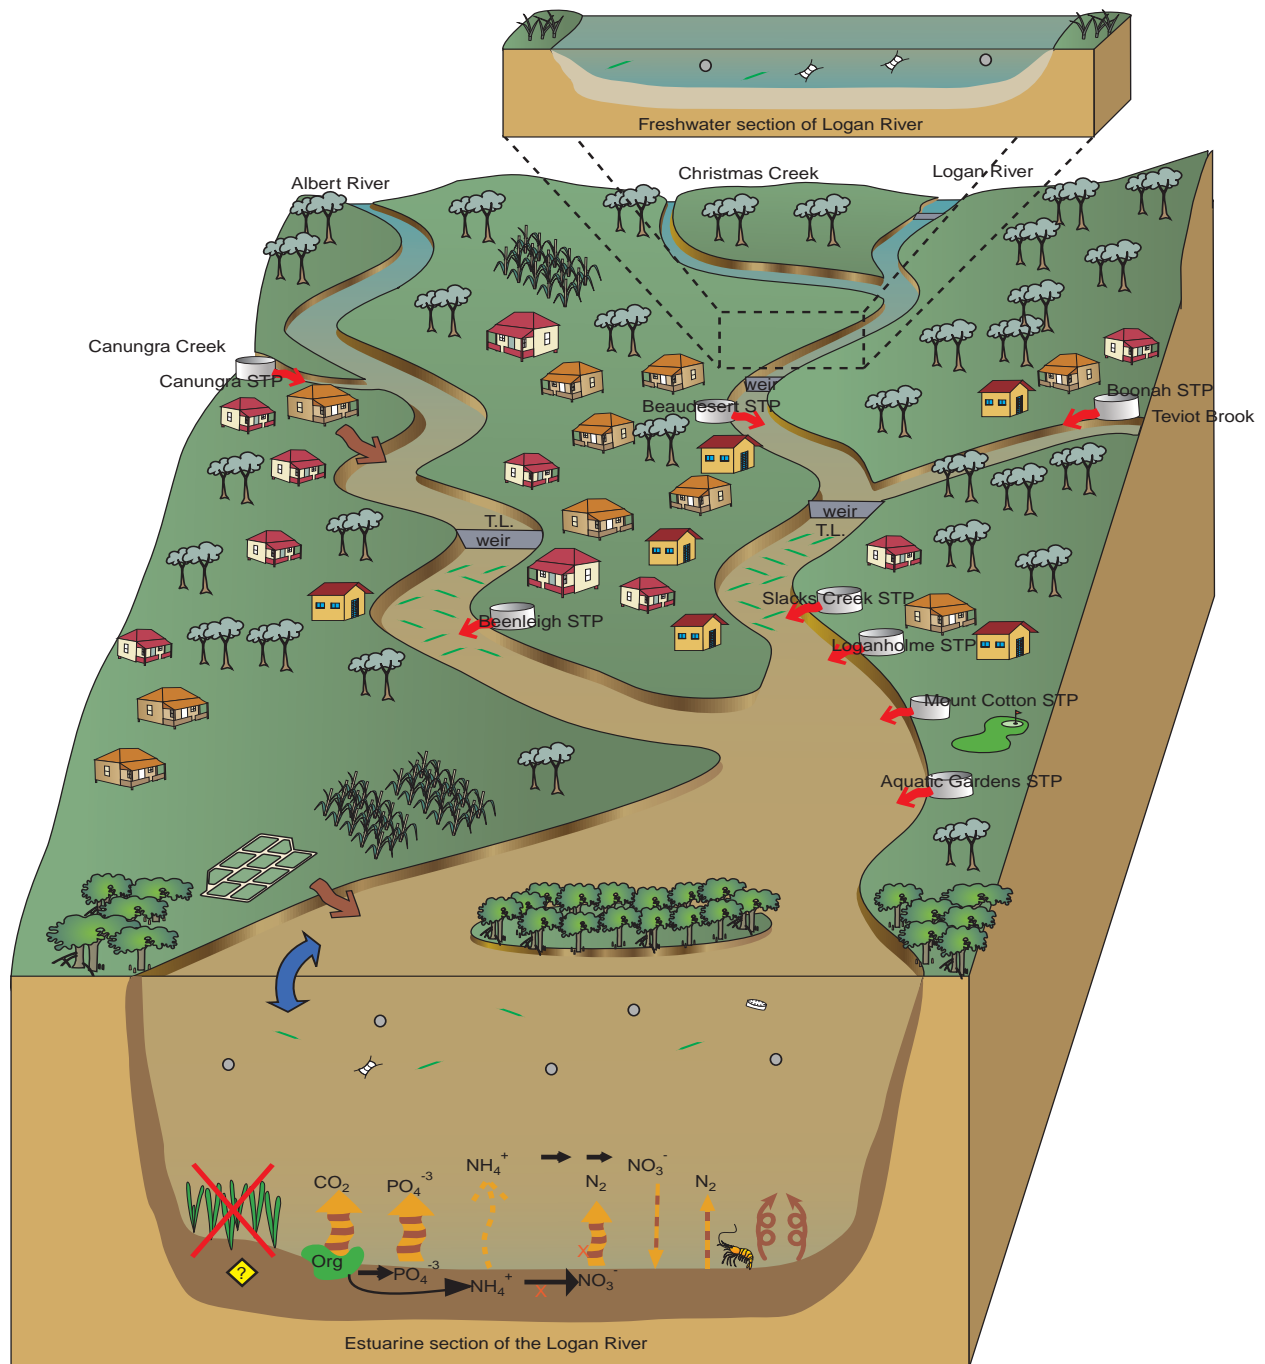 Freshwater section of Logan River
Albert River
Christmas Creek
Logan River
Canungra Creek
Canungra STP
weir
Beaudesert STP
Boonah STP
Teviot Brook
T.L.
weir
weir
T.L.
Slacks Creek STP
Beenleigh STP
Loganholme STP
Mount Cotton STP
Aquatic Gardens STP
NH₄⁺
NO₃⁻
CO₂
PO₄⁻³
N₂
N₂
Org
?
PO₄⁻³
NH₄⁺
X
X
NO₃⁻
Estuarine section of the Logan River